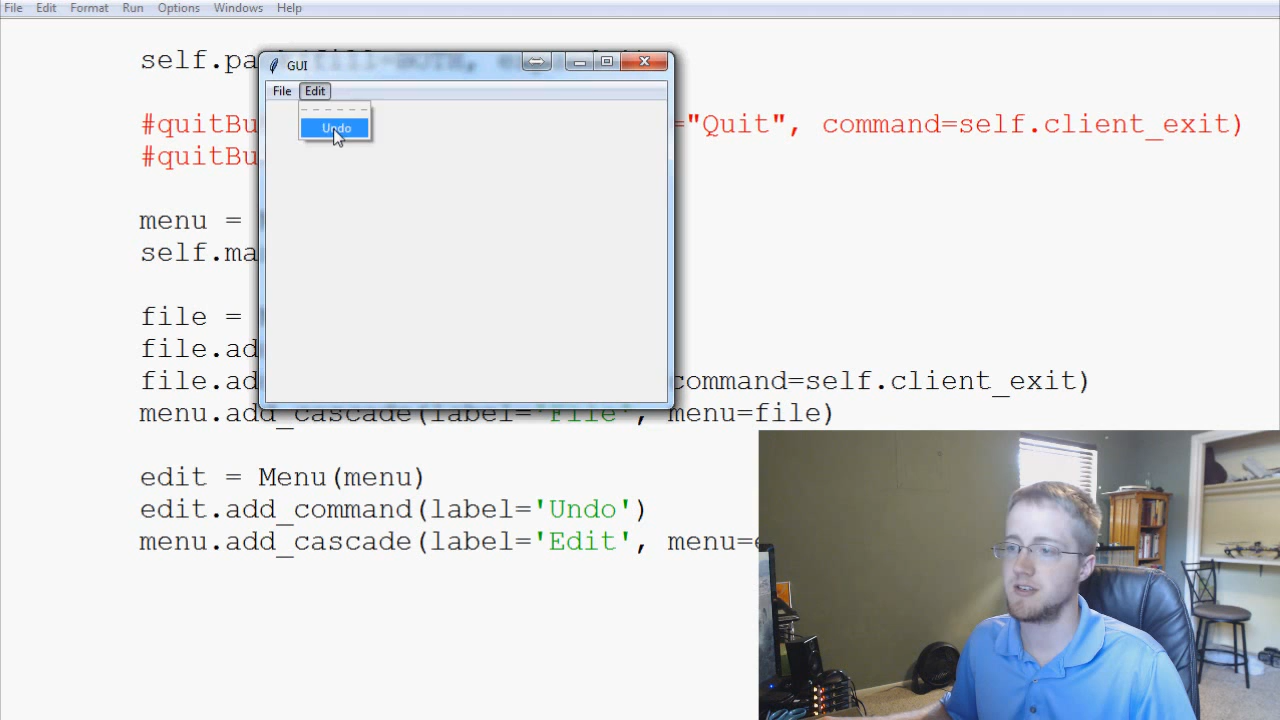 File Edit Format Run Options Windows Help
self.pa
GUI
File Edit
Undo
#quitBu ="Quit", command=self.client_exit)
#quitBu
menu =
self.ma
file =
file.ad
file.ad command=self.client_exit)
menu.add_cascade(label='File', menu=file)
edit = Menu(menu)
edit.add_command(label='Undo')
menu.add_cascade(label='Edit', menu=